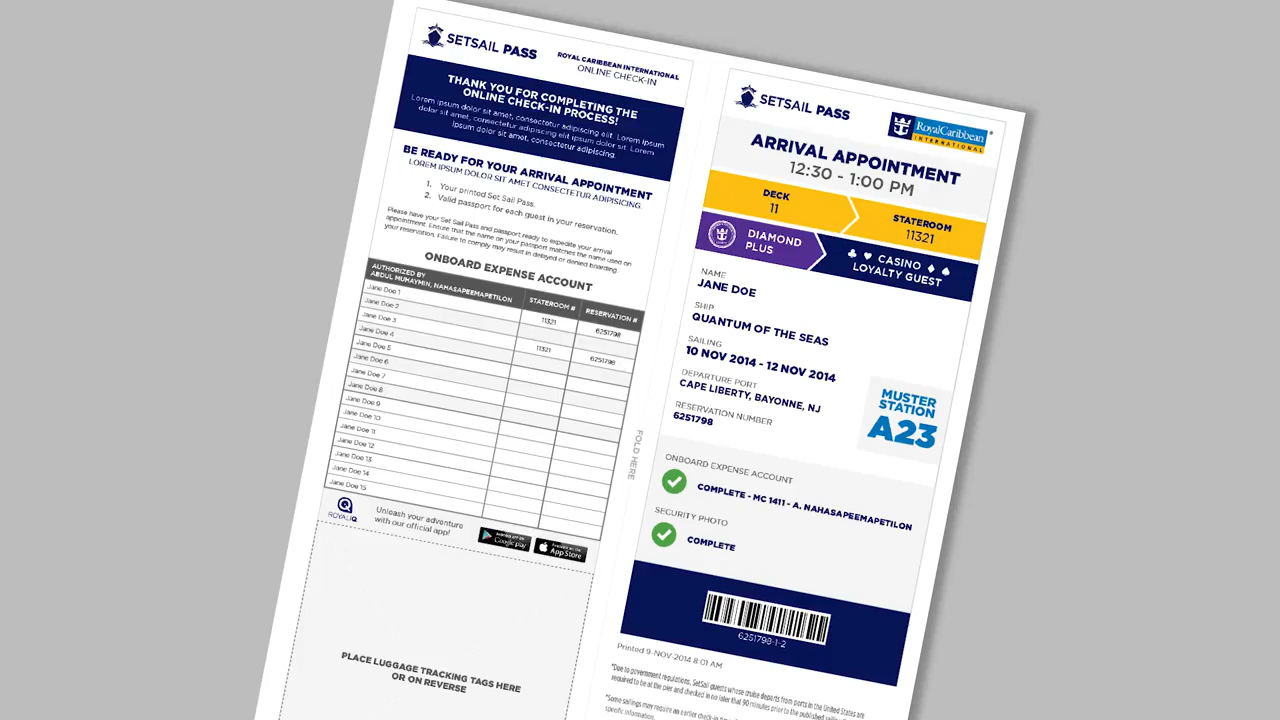 SETSAIL PASS
ROYAL CARIBBEAN INTERNATIONAL
ONLINE CHECK-IN
THANK YOU FOR COMPLETING THE
ONLINE CHECK-IN PROCESS!
Lorem ipsum dolor sit amet, consectetur adipiscing elit. Lorem ipsum
dolor sit amet, consectetur adipiscing elit ipsum dolor sit. Lorem
ipsum dolor sit amet, consectetur adipiscing.
BE READY FOR YOUR ARRIVAL APPOINTMENT
LOREM IPSUM DOLOR SIT AMET CONSECTETUR ADIPISICING.
1. Your printed Set Sail Pass.
2. Valid passport for each guest in your reservation.
Please have your Set Sail Pass and passport ready to expedite your arrival
appointment. Ensure that the name on your passport matches the name used on
your reservation. Failure to comply may result in delayed or denied boarding.
ONBOARD EXPENSE ACCOUNT
AUTHORIZED BY
ABDUL MUHAYMIN, NAHASAPEEMAPETILON
STATEROOM #
RESERVATION #
Jane Doe 1 11321 6251798
Jane Doe 2
Jane Doe 3 11321 6251798
Jane Doe 4
Jane Doe 5
Jane Doe 6
Jane Doe 7
Jane Doe 8
Jane Doe 9
Jane Doe 10
Jane Doe 11
Jane Doe 12
Jane Doe 13
Jane Doe 14
Jane Doe 15
ROYAL IQ
Unleash your adventure
with our official app!
Google play
App Store
PLACE LUGGAGE TRACKING TAGS HERE
OR ON REVERSE
FOLD HERE
SETSAIL PASS
RoyalCaribbean
INTERNATIONAL
ARRIVAL APPOINTMENT
12:30 - 1:00 PM
DECK
11
STATEROOM
11321
DIAMOND
PLUS
CASINO
LOYALTY GUEST
NAME
JANE DOE
SHIP
QUANTUM OF THE SEAS
SAILING
10 NOV 2014 - 12 NOV 2014
DEPARTURE PORT
CAPE LIBERTY, BAYONNE, NJ
RESERVATION NUMBER
6251798
MUSTER
STATION
A23
ONBOARD EXPENSE ACCOUNT
COMPLETE - MC 1411 - A. NAHASAPEEMAPETILON
SECURITY PHOTO
COMPLETE
6251798-1-2
Printed 9-NOV-2014 8:01 AM
*Due to government regulations, SetSail guests whose cruise departs from ports in the United States are
required to be at the pier and checked in no later that 90 minutes prior to the published sailing
*Some sailings may require an earlier check-in
specific information.